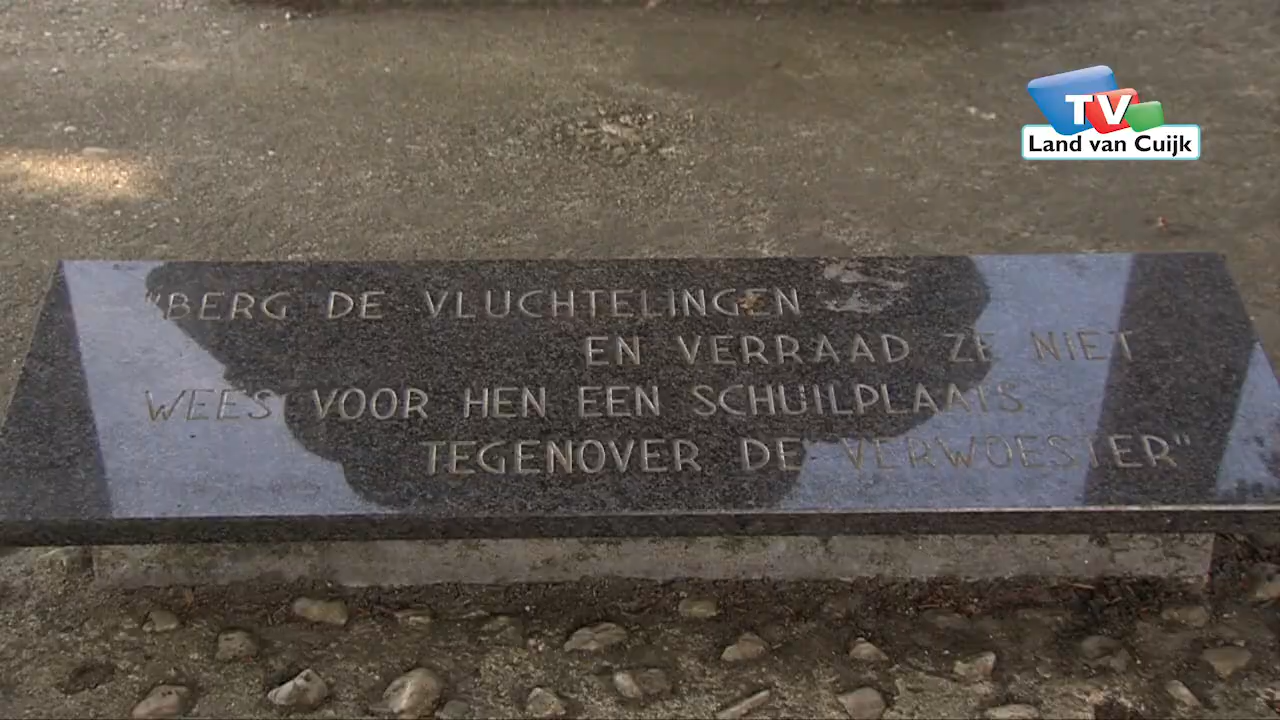 TV
Land van Cuijk
"BERG DE VLUCHTELINGEN
EN VERRAAD ZE NIET
WEES VOOR HEN EEN SCHUILPLAATS
TEGENOVER DE VERWOESTER"